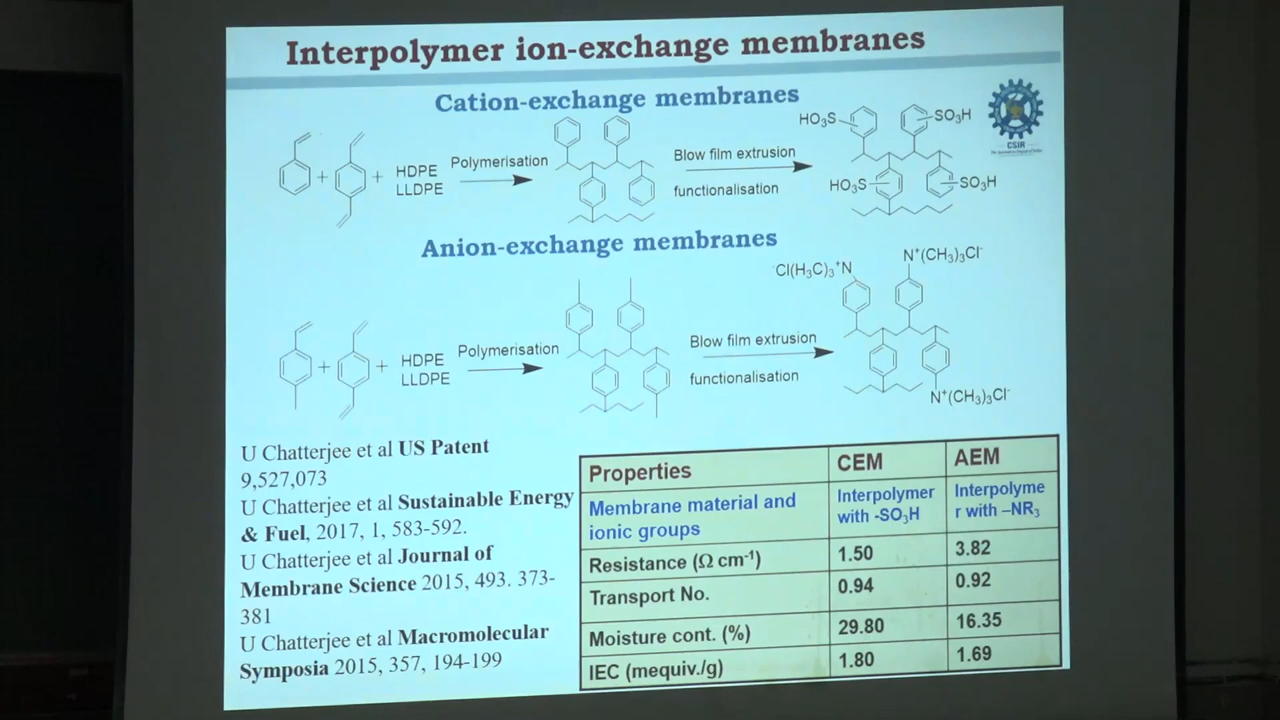 Interpolymer ion-exchange membranes
Cation-exchange membranes
+ + HDPE
LLDPE
Polymerisation
Blow film extrusion
functionalisation
HO₃S
SO₃H
HO₃S
SO₃H
CSIR
Anion-exchange membranes
+ + HDPE
LLDPE
Polymerisation
Blow film extrusion
functionalisation
⁻Cl(H₃C)₃⁺N
N⁺(CH₃)₃Cl⁻
N⁺(CH₃)₃Cl⁻
U Chatterjee et al US Patent
9,527,073
U Chatterjee et al Sustainable Energy
& Fuel, 2017, 1, 583-592.
U Chatterjee et al Journal of
Membrane Science 2015, 493. 373-
381
U Chatterjee et al Macromolecular
Symposia 2015, 357, 194-199
Properties CEM AEM
Membrane material and
ionic groups
Interpolymer
with -SO₃H
Interpolyme
r with –NR₃
Resistance (Ω cm⁻¹) 1.50 3.82
Transport No. 0.94 0.92
Moisture cont. (%) 29.80 16.35
IEC (mequiv./g) 1.80 1.69